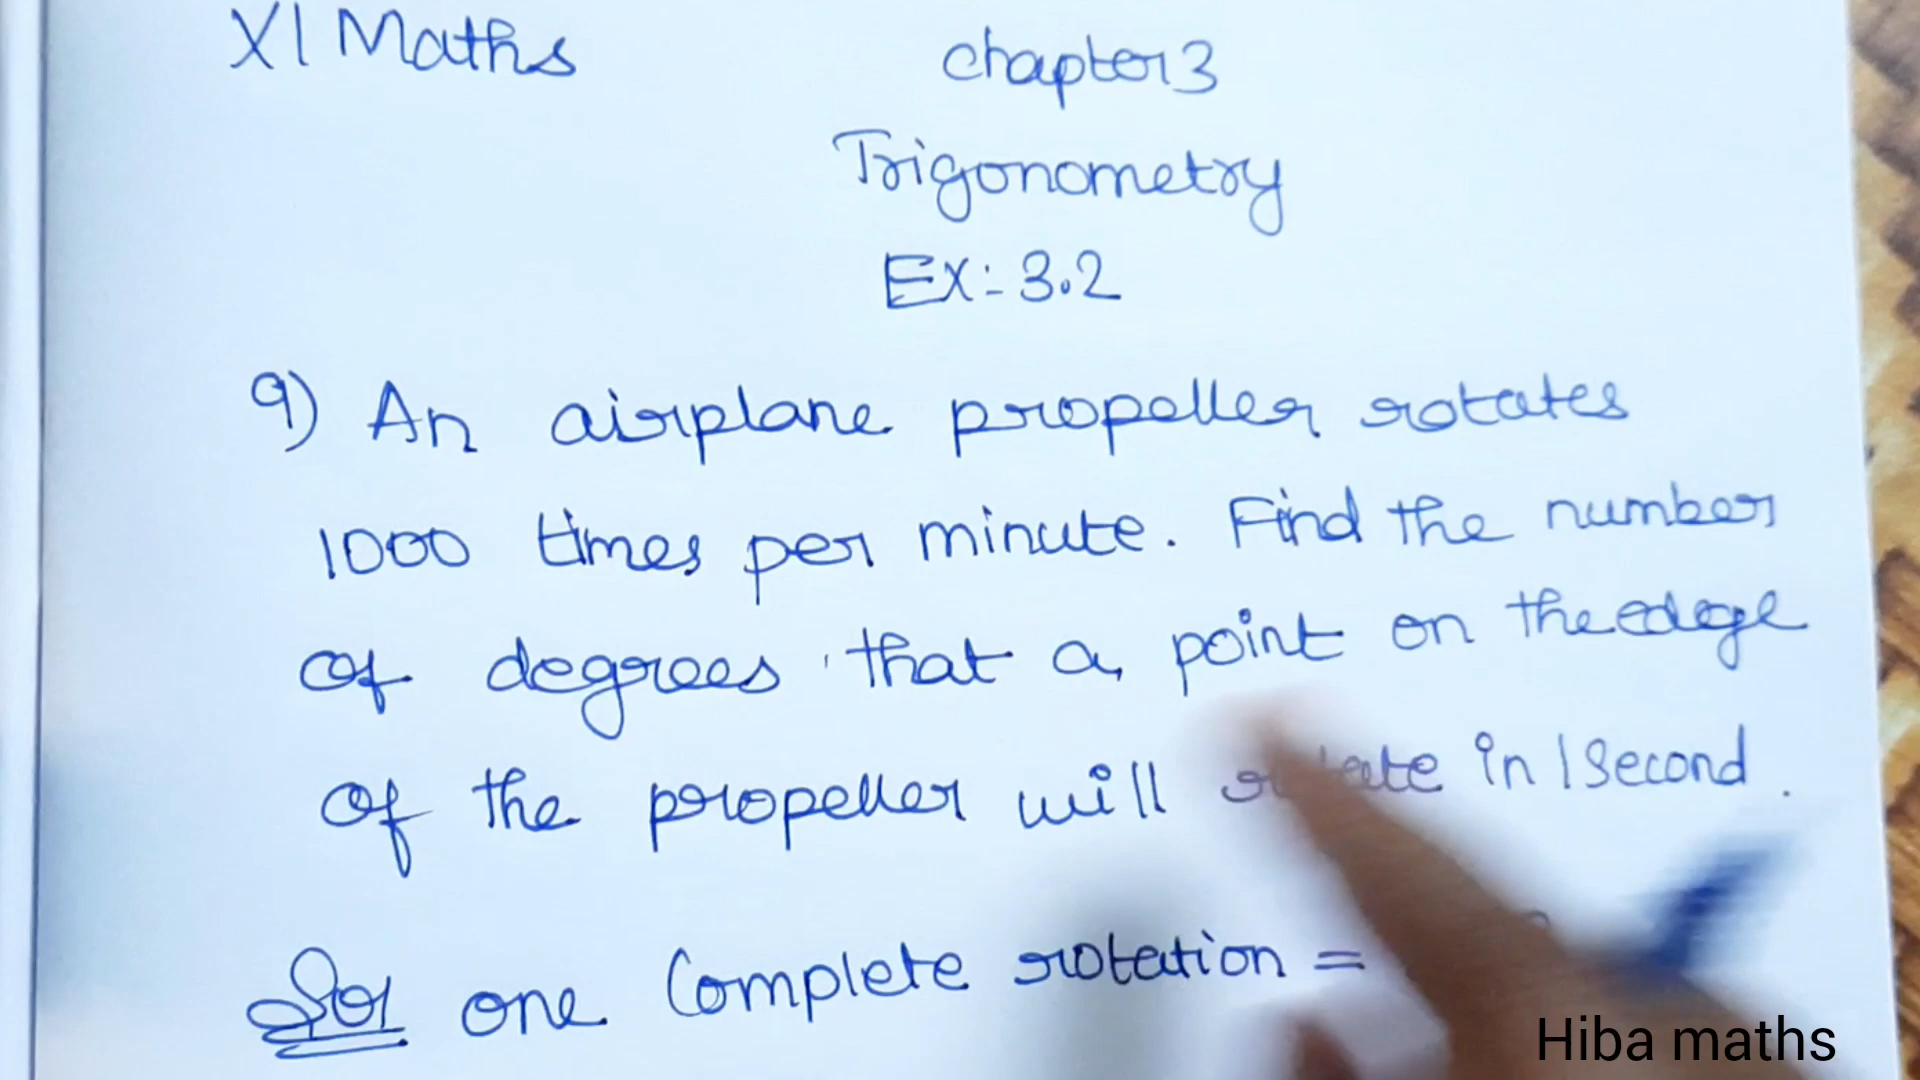 XI Maths
Chapter 3
Trigonometry
Ex:- 3.2
9) An airplane propeller rotates
1000 times per minute. Find the number
of degrees that a point on the edge
of the propeller will in 1 second.
Sol one Complete rotation =
Hiba maths